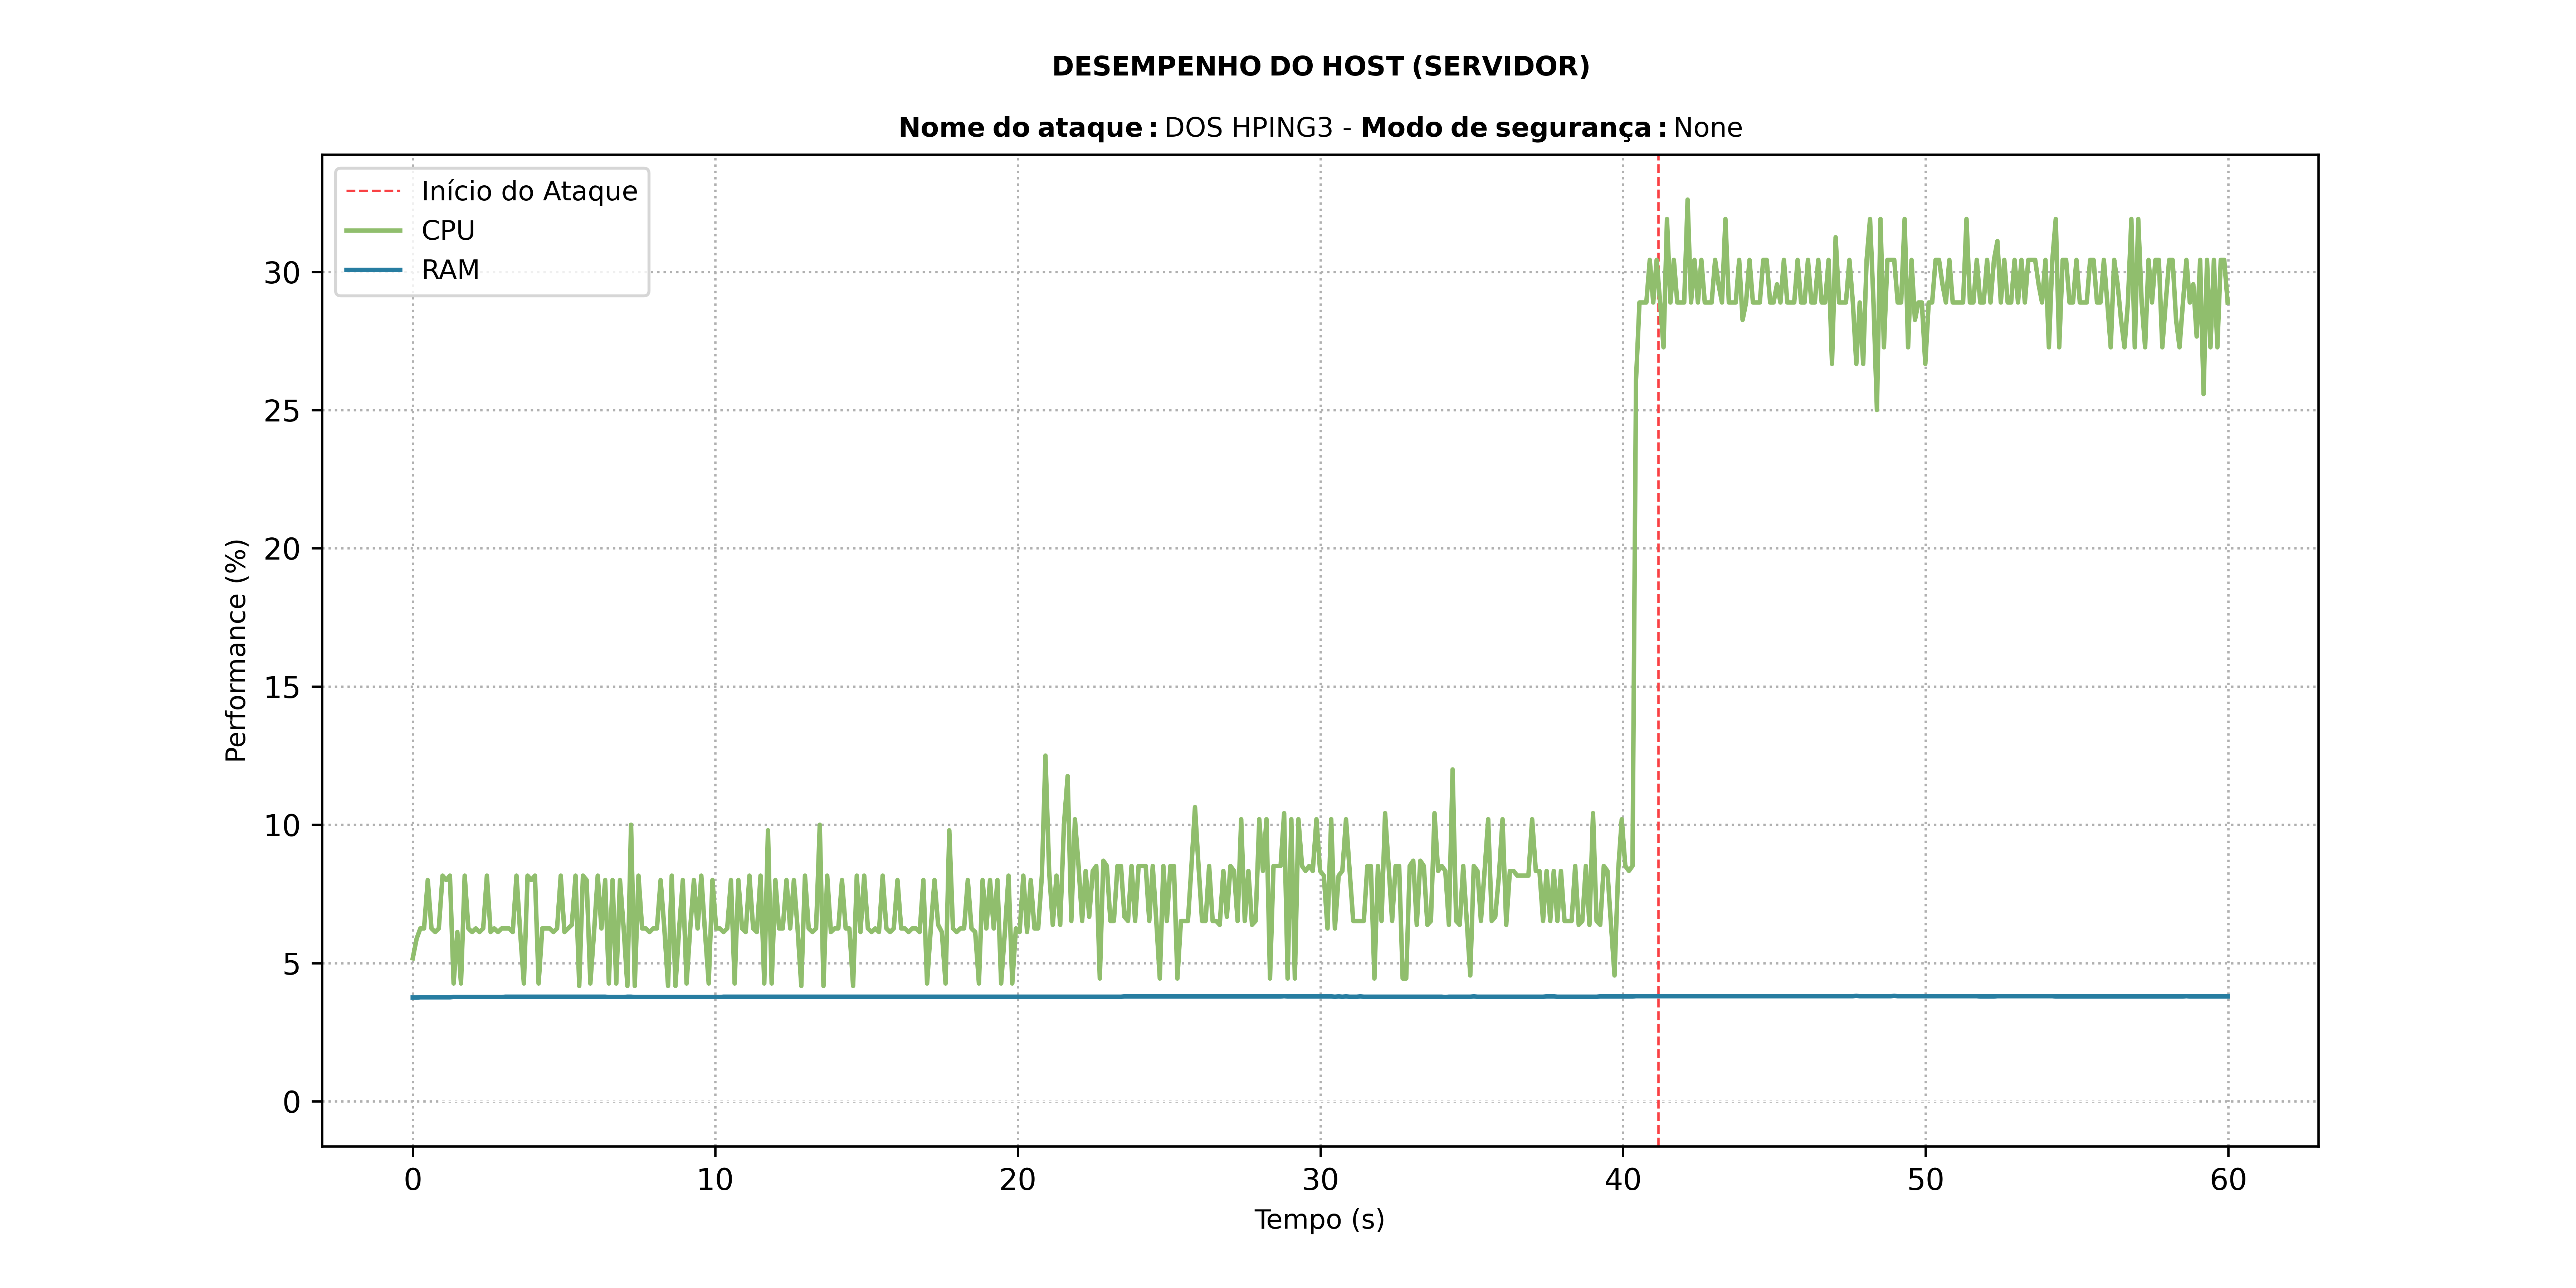 DESEMPENHO DO HOST (SERVIDOR)
Nome do ataque : DOS HPING3 - Modo de segurança : None
Início do Ataque
CPU
RAM
30
25
20
15
10
5
0
Performance (%)
0 10 20 30 40 50 60
Tempo (s)